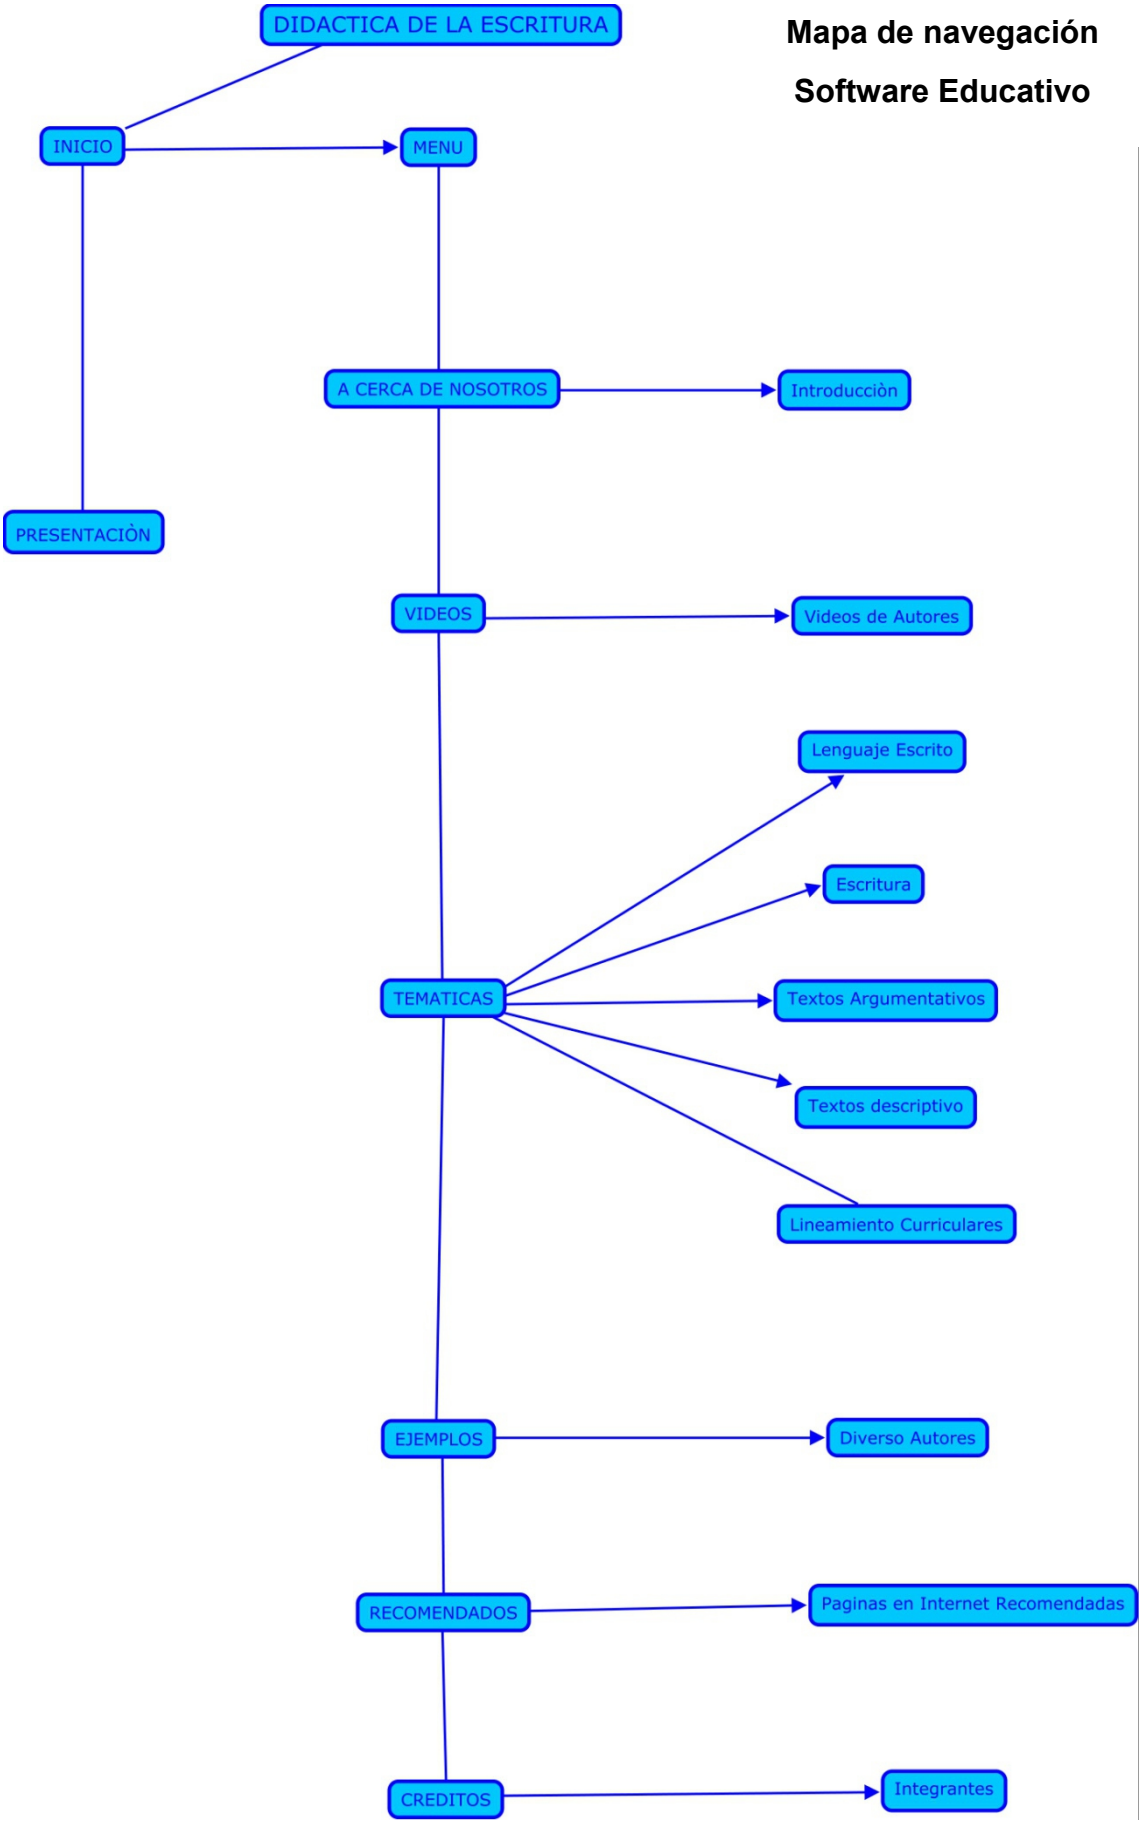 DIDACTICA DE LA ESCRITURA
Mapa de navegación
Software Educativo
INICIO
MENU
A CERCA DE NOSOTROS
Introducciòn
PRESENTACIÒN
VIDEOS
Videos de Autores
Lenguaje Escrito
Escritura
TEMATICAS
Textos Argumentativos
Textos descriptivo
Lineamiento Curriculares
EJEMPLOS
Diverso Autores
RECOMENDADOS
Paginas en Internet Recomendadas
CREDITOS
Integrantes